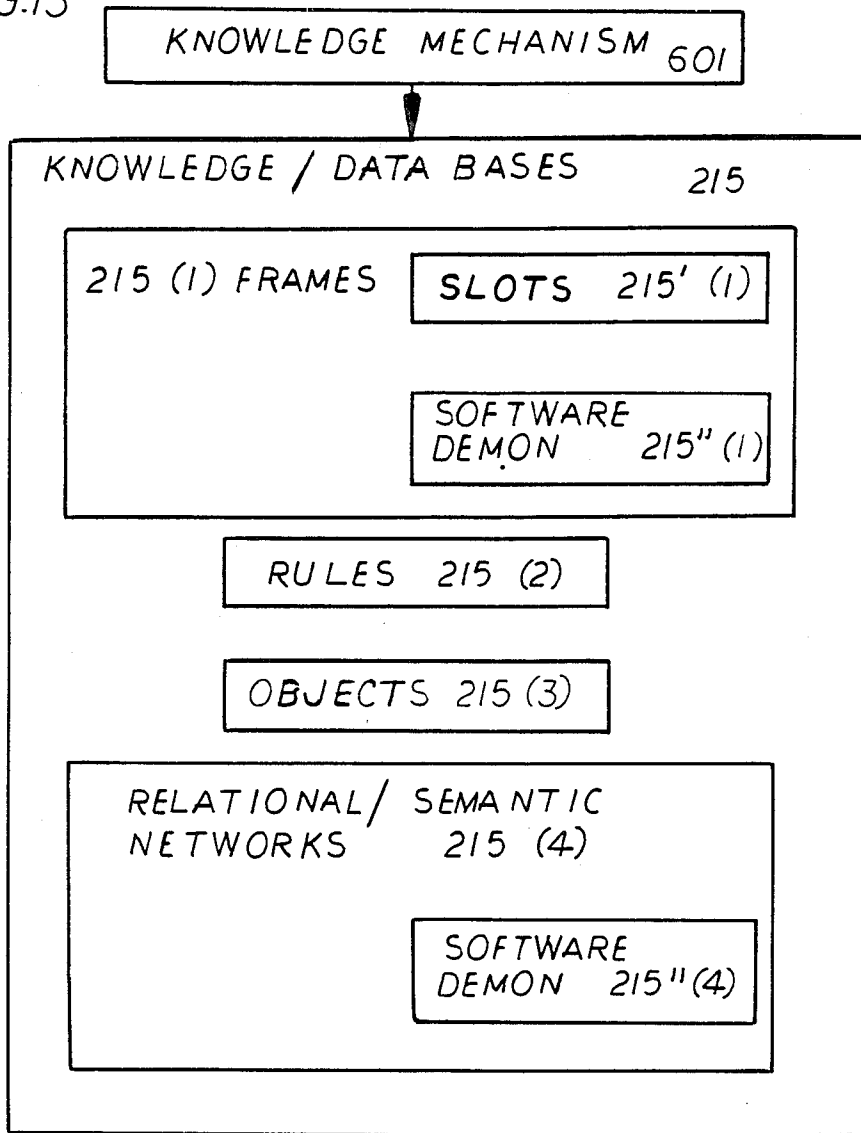 KNOWLEDGE MECHANISM 601
KNOWLEDGE / DATA BASES 215
215 (1) FRAMES
SLOTS 215' (1)
SOFTWARE
DEMON 215" (1)
RULES 215 (2)
OBJECTS 215 (3)
RELATIONAL/ SEMANTIC
NETWORKS 215 (4)
SOFTWARE
DEMON 215" (4)